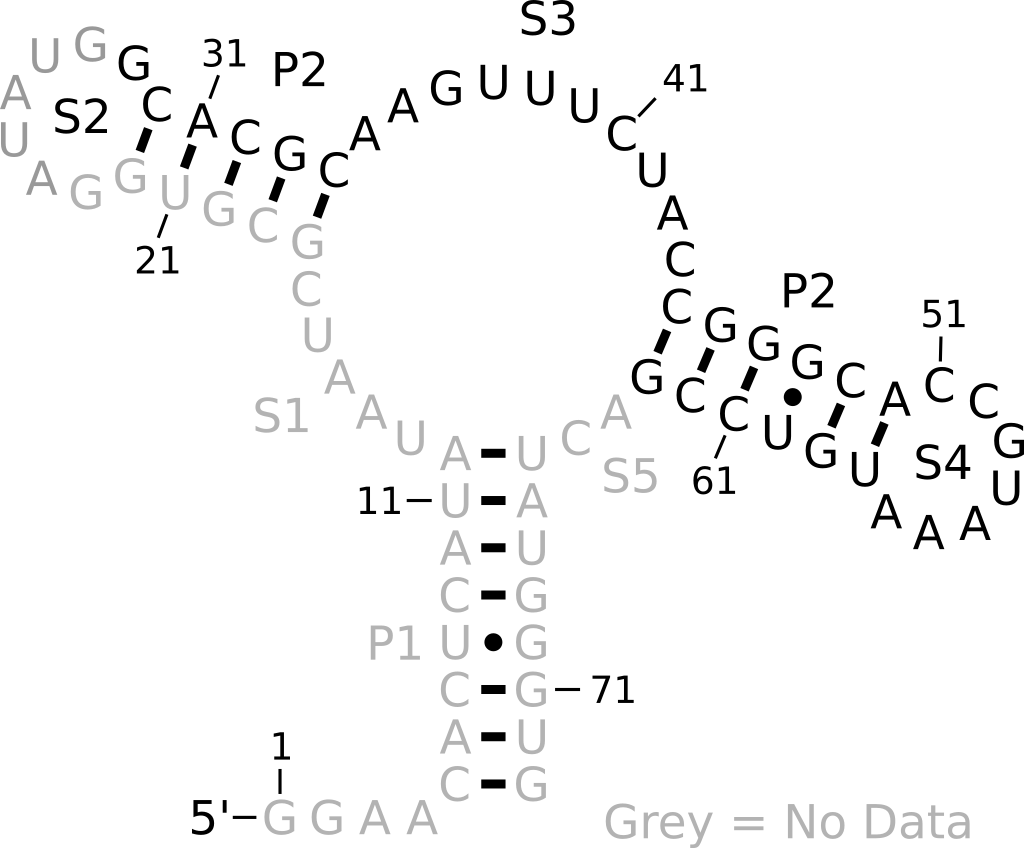 S3
P2
31
41
S2
21
P2
51
S4
61
S1
S5
11
P1
71
1
5'
G G A A
C A C U C A U A
U A A U C
G C G U G
G A U A U G G
C A C G C
A A G U U U C U A C
C G G G C A
C C G U A A A
U G U C C G
A C
U A U G G G U G
Grey = No Data